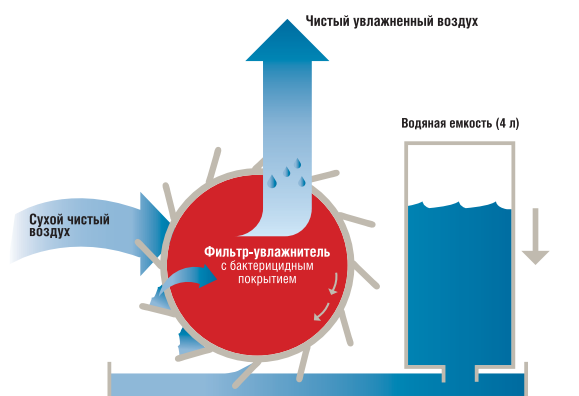 Чистый увлажненный воздух
Водяная емкость (4 л)
Сухой чистый
воздух
Фильтр-увлажнитель
с бактерицидным
покрытием